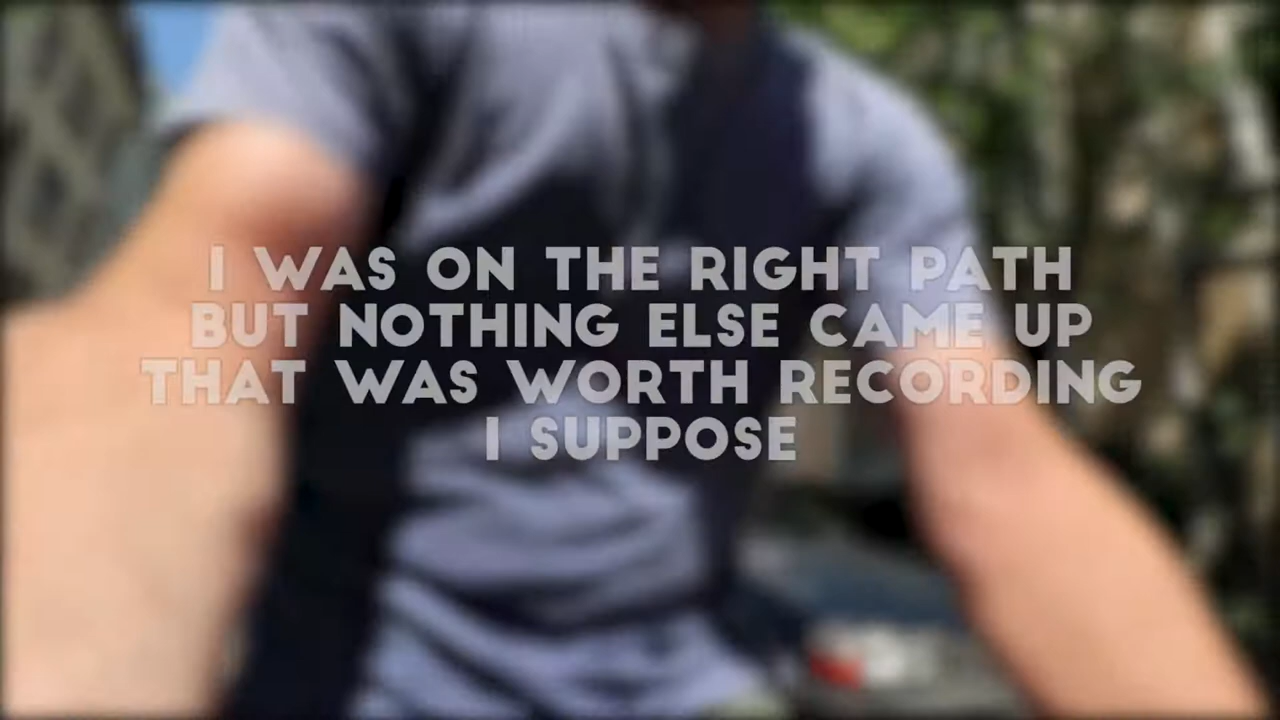 I WAS ON THE RIGHT PATH
BUT NOTHING ELSE CAME UP
THAT WAS WORTH RECORDING
I SUPPOSE